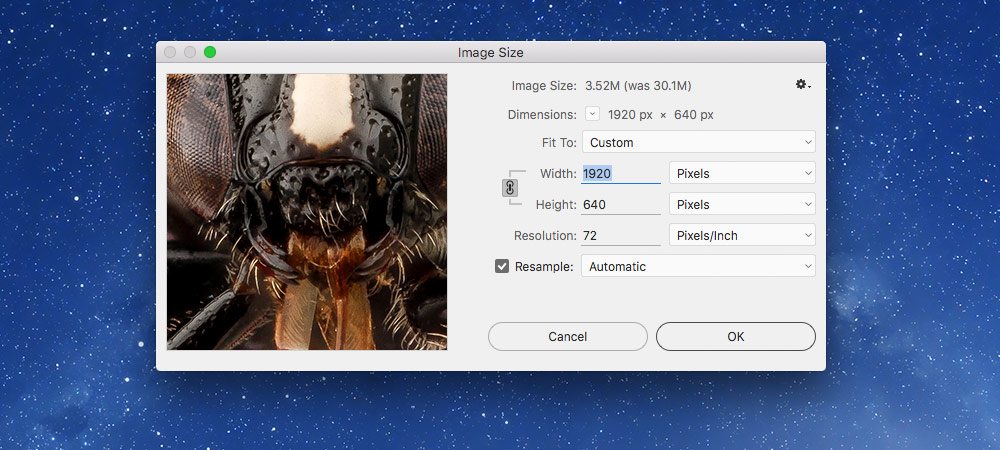 Image Size
Image Size: 3.52M (was 30.1M)
Dimensions: 1920 px × 640 px
Fit To: Custom
Width: 1920 Pixels
Height: 640 Pixels
Resolution: 72 Pixels/Inch
Resample: Automatic
Cancel OK